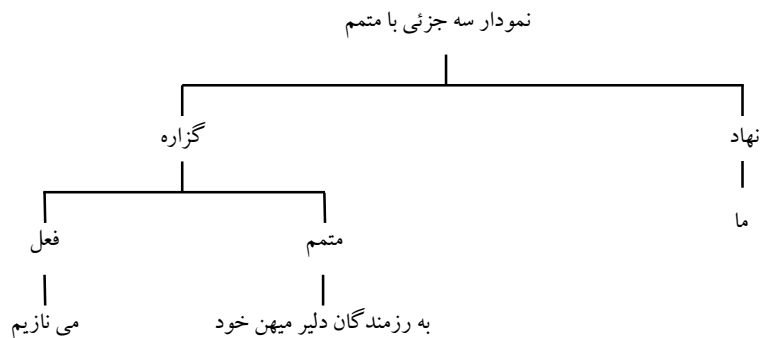 نمودار سه جزئی با متمم
نهاد
گزاره
ما
متمم
فعل
به رزمندگان دلیر میهن خود
می نازیم